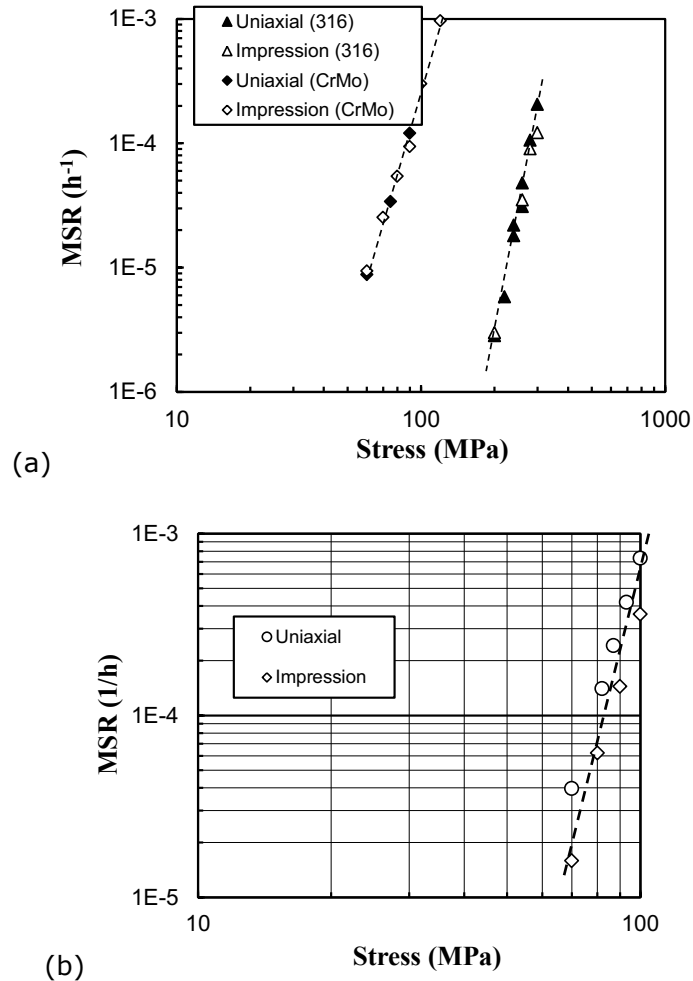 1E-3
▲ Uniaxial (316)
△ Impression (316)
◆ Uniaxial (CrMo)
◇ Impression (CrMo)
1E-4
MSR (h⁻¹)
1E-5
1E-6
10
100
1000
Stress (MPa)
(a)
1E-3
○ Uniaxial
◇ Impression
MSR (1/h)
1E-4
1E-5
10
100
Stress (MPa)
(b)